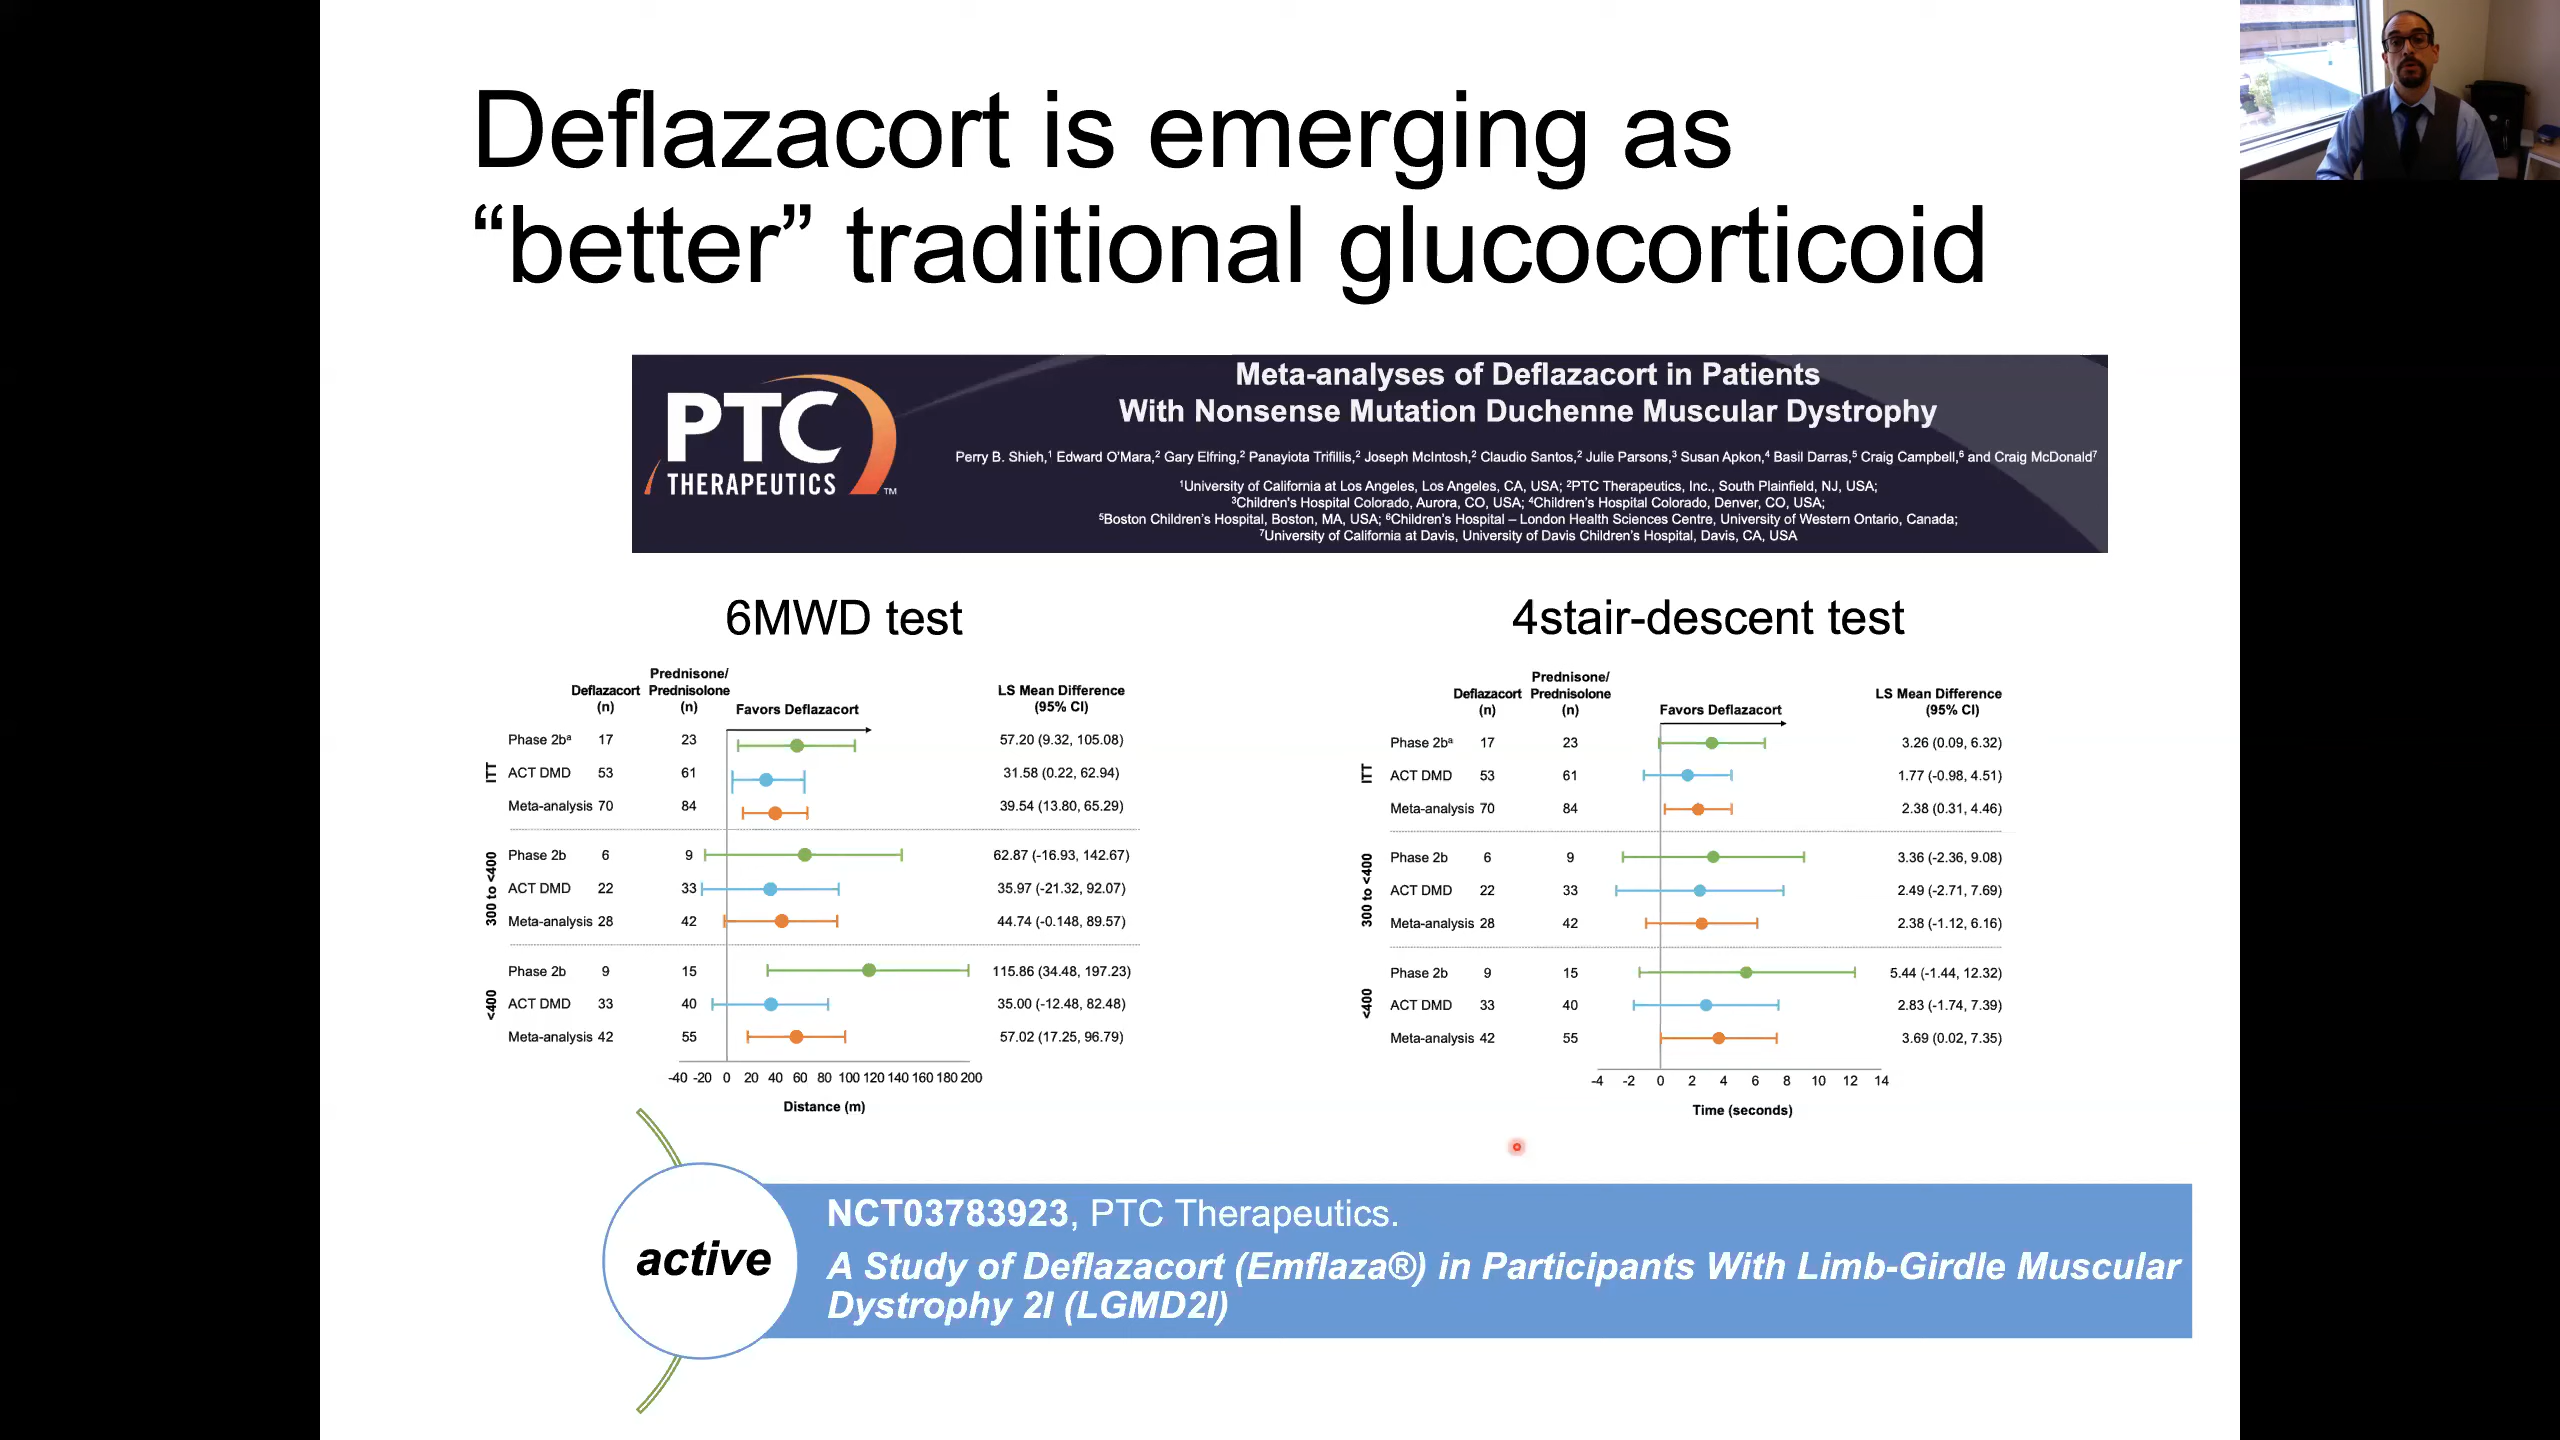 Deflazacort is emerging as
“better” traditional glucocorticoid
PTC
THERAPEUTICS ™
Meta-analyses of Deflazacort in Patients
With Nonsense Mutation Duchenne Muscular Dystrophy
Perry B. Shieh,¹ Edward O’Mara,² Gary Elfring,² Panayiota Trifillis,² Joseph McIntosh,² Claudio Santos,² Julie Parsons,³ Susan Apkon,⁴ Basil Darras,⁵ Craig Campbell,⁶ and Craig McDonald⁷
¹University of California at Los Angeles, Los Angeles, CA, USA; ²PTC Therapeutics, Inc., South Plainfield, NJ, USA;
³Children's Hospital Colorado, Aurora, CO, USA; ⁴Children’s Hospital Colorado, Denver, CO, USA;
⁵Boston Children’s Hospital, Boston, MA, USA; ⁶Children’s Hospital – London Health Sciences Centre, University of Western Ontario, Canada;
⁷University of California at Davis, University of Davis Children’s Hospital, Davis, CA, USA
6MWD test
Deflazacort (n)
Prednisone/ Prednisolone (n)
Favors Deflazacort
LS Mean Difference (95% CI)
ITT
Phase 2bᵃ 17 23 57.20 (9.32, 105.08)
ACT DMD 53 61 31.58 (0.22, 62.94)
Meta-analysis 70 84 39.54 (13.80, 65.29)
300 to <400
Phase 2b 6 9 62.87 (-16.93, 142.67)
ACT DMD 22 33 35.97 (-21.32, 92.07)
Meta-analysis 28 42 44.74 (-0.148, 89.57)
<400
Phase 2b 9 15 115.86 (34.48, 197.23)
ACT DMD 33 40 35.00 (-12.48, 82.48)
Meta-analysis 42 55 57.02 (17.25, 96.79)
-40 -20 0 20 40 60 80 100 120 140 160 180 200
Distance (m)
4stair-descent test
Deflazacort (n)
Prednisone/ Prednisolone (n)
Favors Deflazacort
LS Mean Difference (95% CI)
ITT
Phase 2bᵃ 17 23 3.26 (0.09, 6.32)
ACT DMD 53 61 1.77 (-0.98, 4.51)
Meta-analysis 70 84 2.38 (0.31, 4.46)
300 to <400
Phase 2b 6 9 3.36 (-2.36, 9.08)
ACT DMD 22 33 2.49 (-2.71, 7.69)
Meta-analysis 28 42 2.38 (-1.12, 6.16)
<400
Phase 2b 9 15 5.44 (-1.44, 12.32)
ACT DMD 33 40 2.83 (-1.74, 7.39)
Meta-analysis 42 55 3.69 (0.02, 7.35)
-4 -2 0 2 4 6 8 10 12 14
Time (seconds)
active
NCT03783923, PTC Therapeutics.
A Study of Deflazacort (Emflaza®) in Participants With Limb-Girdle Muscular
Dystrophy 2I (LGMD2I)